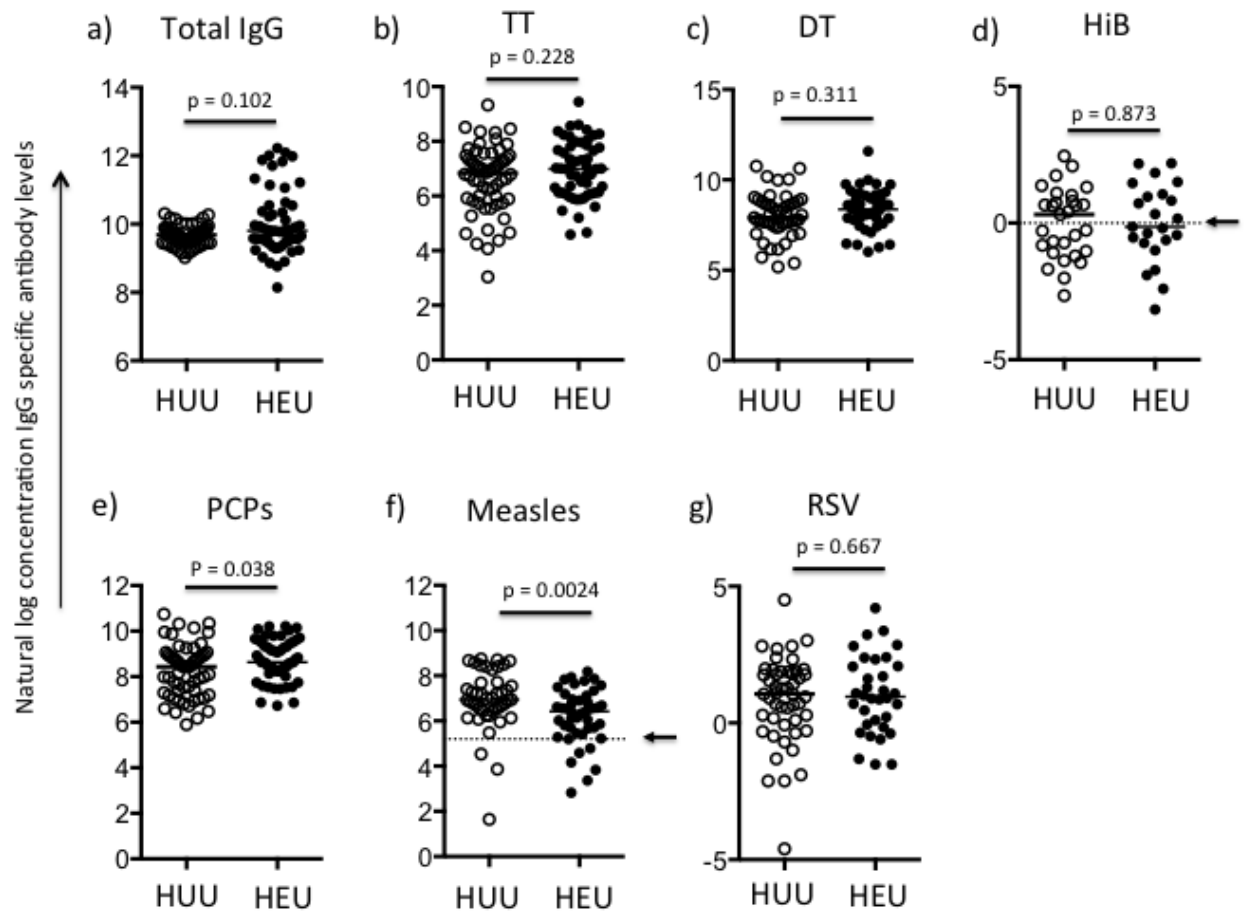 a) Total IgG
p = 0.102
14
12
10
8
6
HUU HEU
b) TT
p = 0.228
10
8
6
4
2
0
HUU HEU
c) DT
p = 0.311
15
10
5
0
HUU HEU
d) HiB
p = 0.873
5
0
-5
HUU HEU
Natural log concentration IgG specific antibody levels
e) PCPs
P = 0.038
12
10
8
6
4
2
0
HUU HEU
f) Measles
p = 0.0024
12
10
8
6
4
2
0
HUU HEU
g) RSV
p = 0.667
5
0
-5
HUU HEU